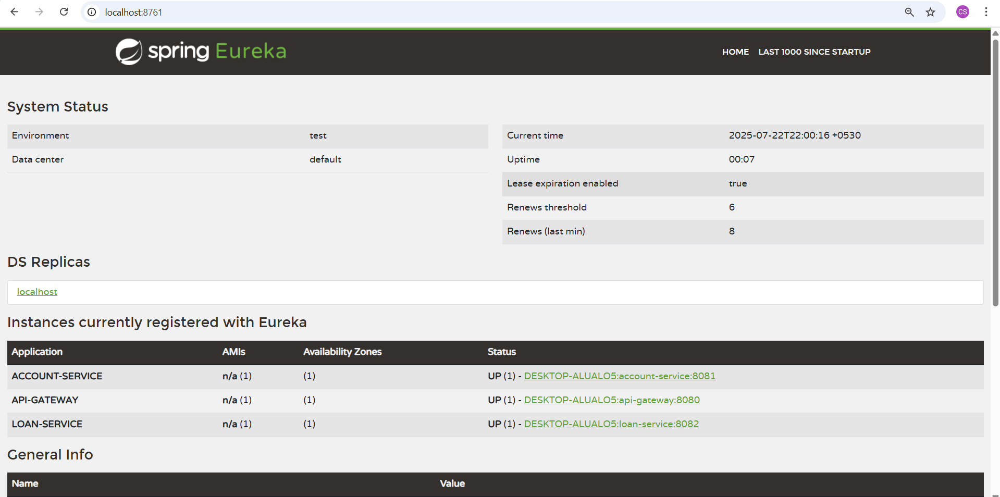 localhost:8761
CS
spring Eureka
HOME LAST 1000 SINCE STARTUP
System Status
Environment test
Data center default
Current time 2025-07-22T22:00:16 +0530
Uptime 00:07
Lease expiration enabled true
Renews threshold 6
Renews (last min) 8
DS Replicas
localhost
Instances currently registered with Eureka
Application AMIs Availability Zones Status
ACCOUNT-SERVICE n/a (1) (1) UP (1) - DESKTOP-ALUALO5:account-service:8081
API-GATEWAY n/a (1) (1) UP (1) - DESKTOP-ALUALO5:api-gateway:8080
LOAN-SERVICE n/a (1) (1) UP (1) - DESKTOP-ALUALO5:loan-service:8082
General Info
Name Value